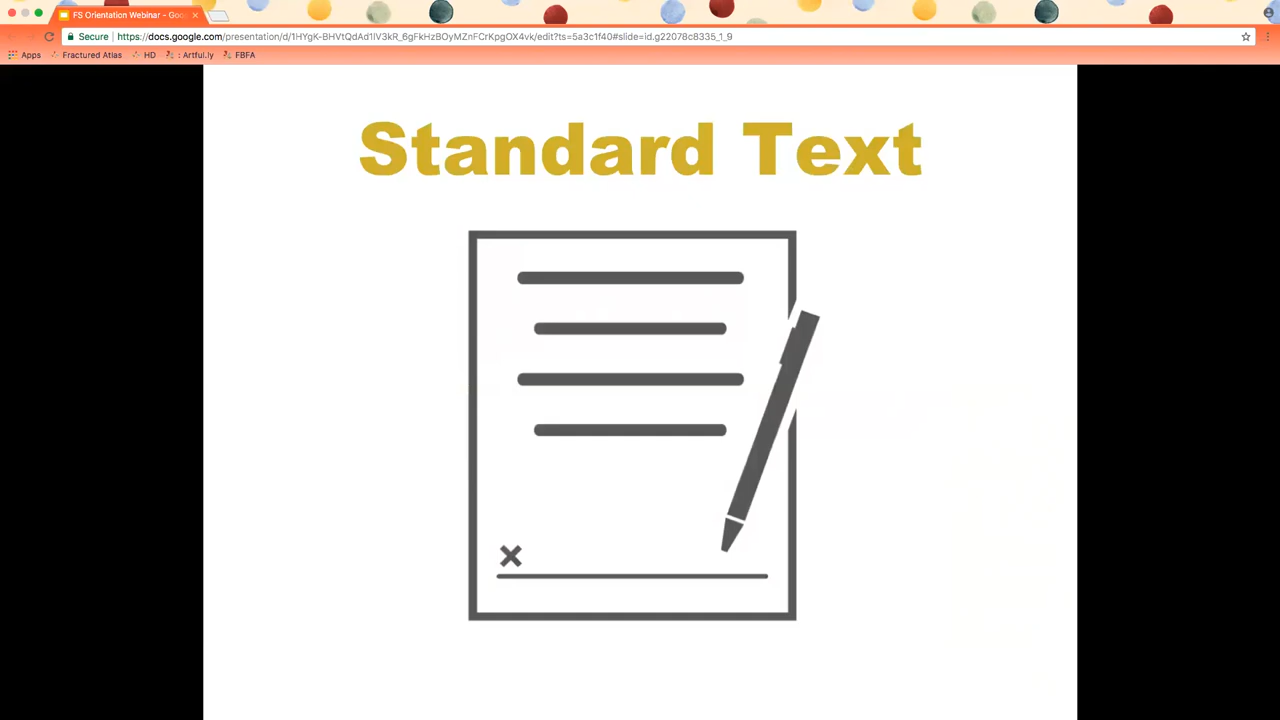 FS Orientation Webinar - Goo
Secure
https://docs.google.com/presentation/d/1HYgK-BHVtQdAd1IV3kR_6gFkHzBOyMZnFCrKpgOX4vk/edit?ts=5a3c1f40#slide=id.g22078c8335_1_9
Apps Fractured Atlas HD : Artful.ly FBFA
Standard Text